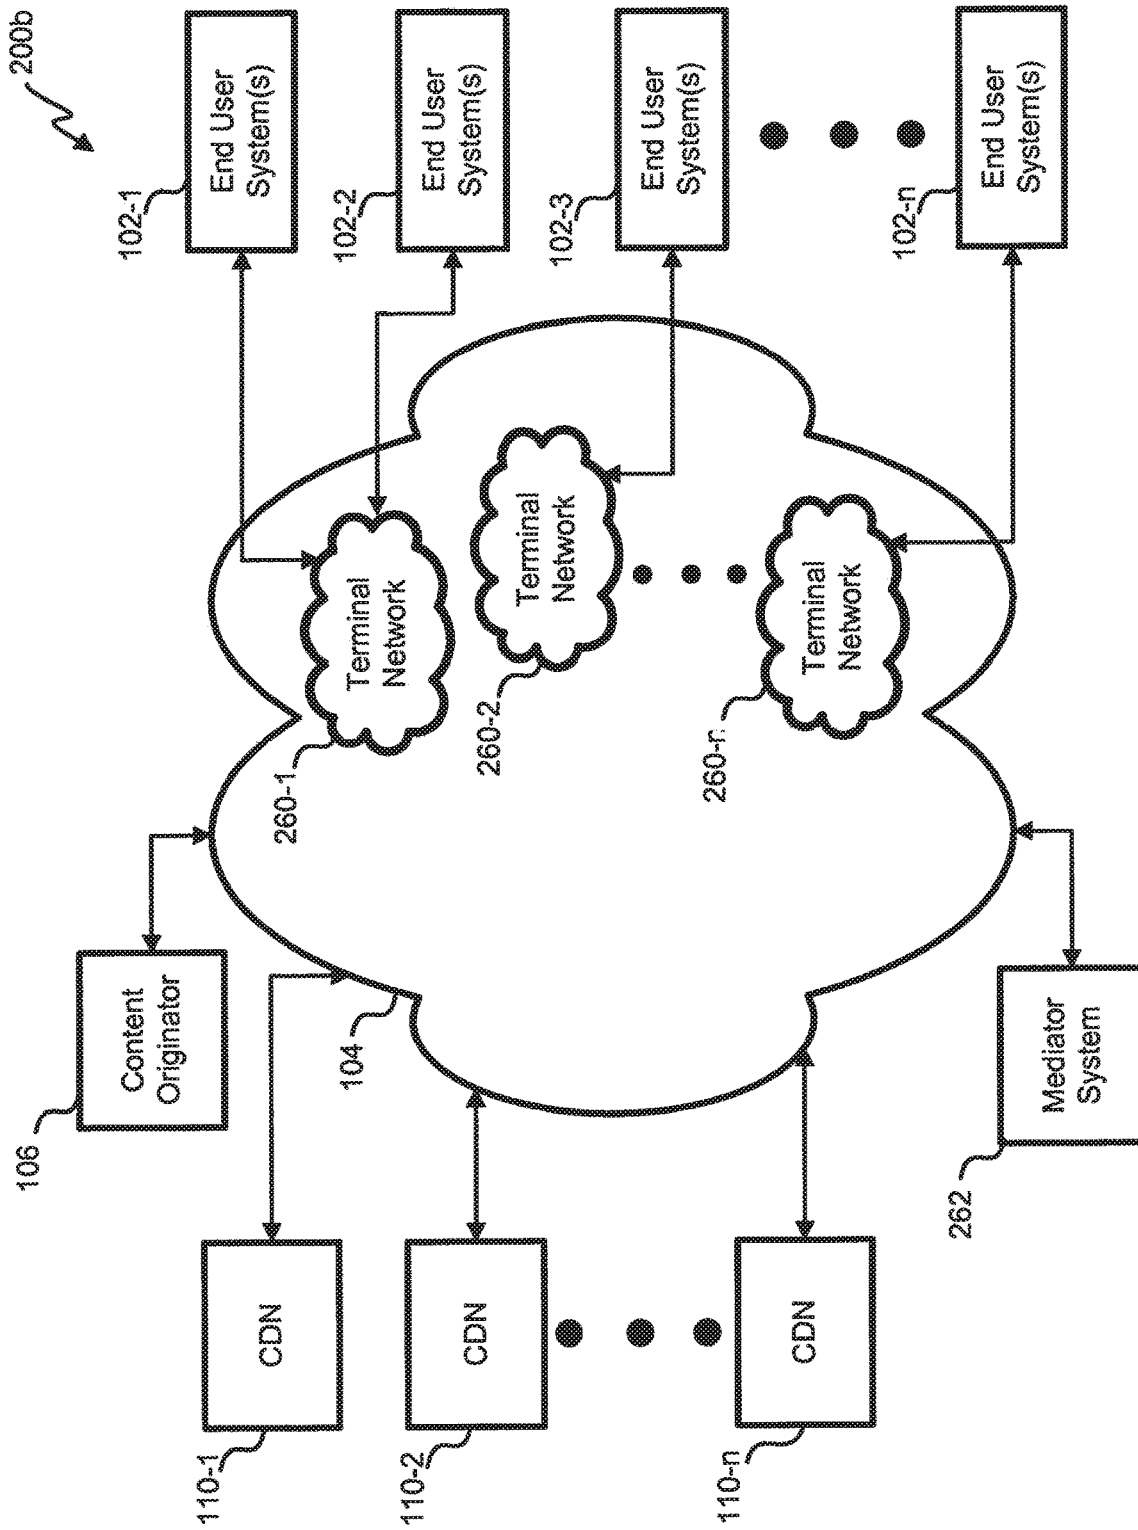 200b
106
Content
Originator
110-1
CDN
104
260-1
Terminal
Network
102-1
End User
System(s)
110-2
CDN
260-2
Terminal
Network
102-2
End User
System(s)
102-3
End User
System(s)
110-n
CDN
260-n
Terminal
Network
102-n
End User
System(s)
262
Mediator
System